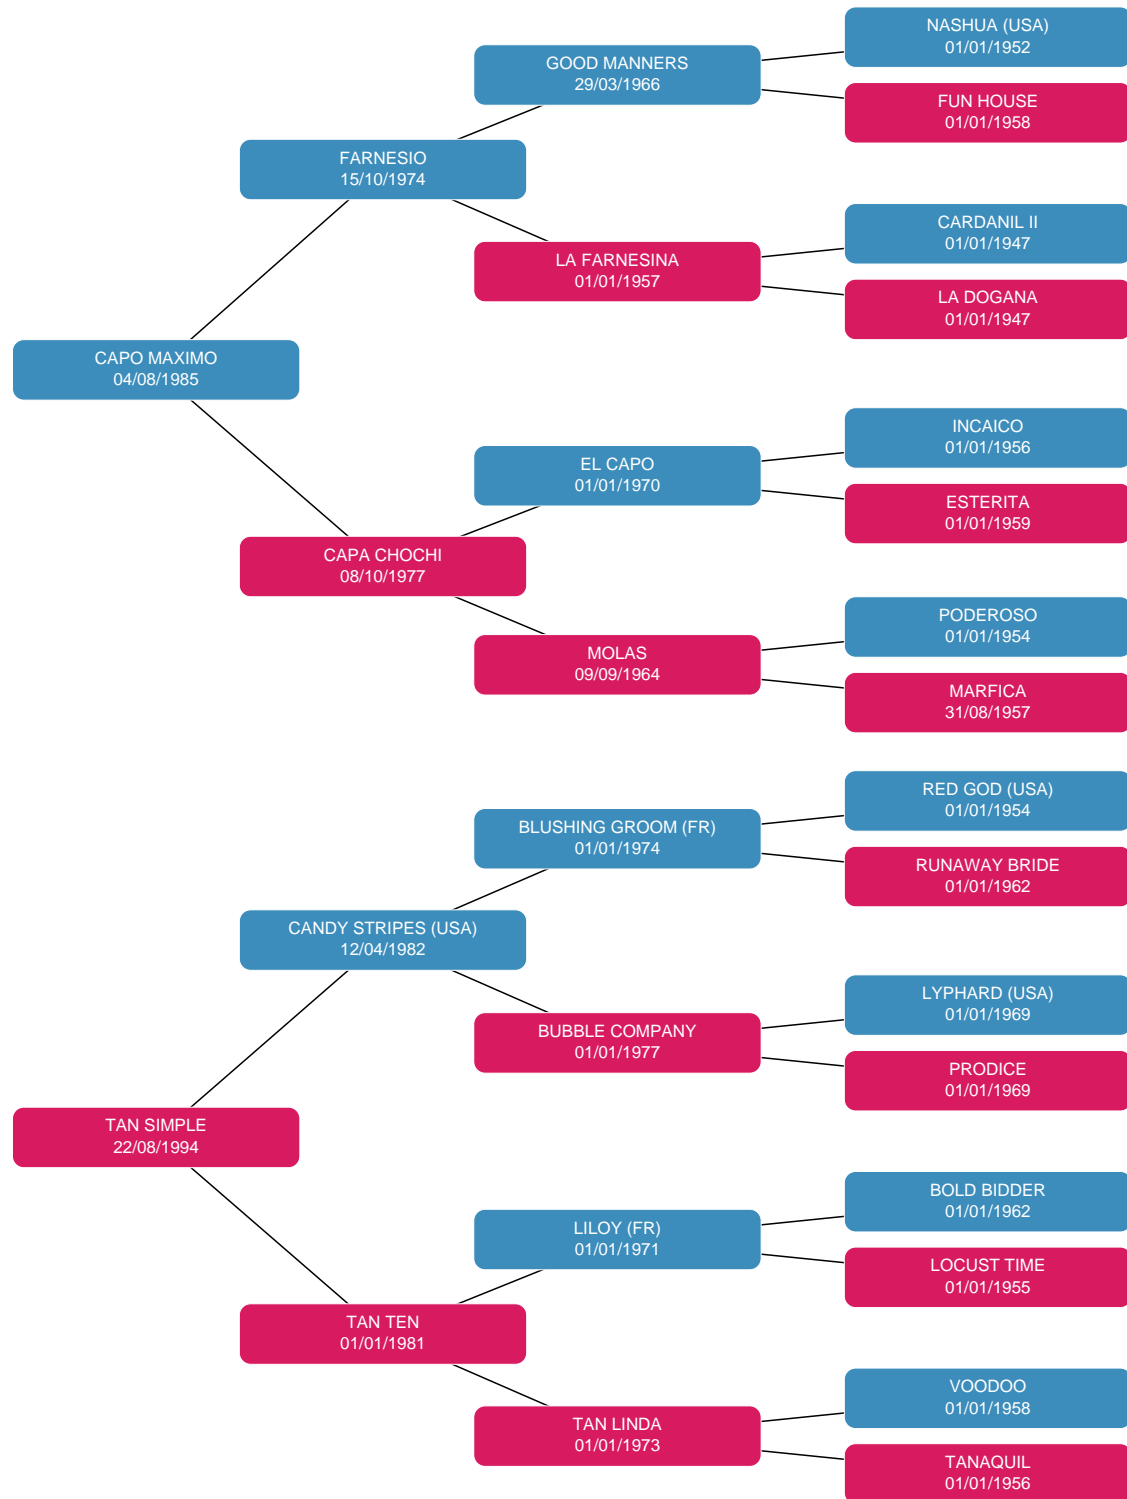 NASHUA (USA)
01/01/1952
GOOD MANNERS
29/03/1966
FUN HOUSE
01/01/1958
FARNESIO
15/10/1974
CARDANIL II
01/01/1947
LA FARNESINA
01/01/1957
LA DOGANA
01/01/1947
CAPO MAXIMO
04/08/1985
INCAICO
01/01/1956
EL CAPO
01/01/1970
ESTERITA
01/01/1959
CAPA CHOCHI
08/10/1977
PODEROSO
01/01/1954
MOLAS
09/09/1964
MARFICA
31/08/1957
RED GOD (USA)
01/01/1954
BLUSHING GROOM (FR)
01/01/1974
RUNAWAY BRIDE
01/01/1962
CANDY STRIPES (USA)
12/04/1982
LYPHARD (USA)
01/01/1969
BUBBLE COMPANY
01/01/1977
PRODICE
01/01/1969
TAN SIMPLE
22/08/1994
BOLD BIDDER
01/01/1962
LILOY (FR)
01/01/1971
LOCUST TIME
01/01/1955
TAN TEN
01/01/1981
VOODOO
01/01/1958
TAN LINDA
01/01/1973
TANAQUIL
01/01/1956